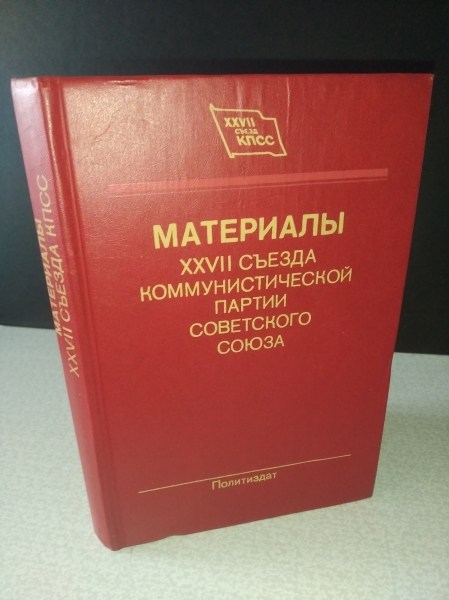 XXVII
СЪЕЗД
КПСС
МАТЕРИАЛЫ
XXVII СЪЕЗДА
КОММУНИСТИЧЕСКОЙ
ПАРТИИ
СОВЕТСКОГО
СОЮЗА
Политиздат
МАТЕРИАЛЫ
XXVII СЪЕЗДА КПСС